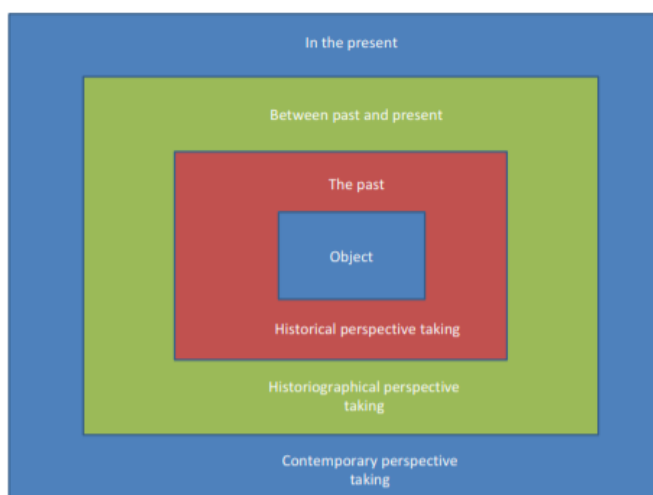 In the present
Between past and present
The past
Object
Historical perspective taking
Historiographical perspective
taking
Contemporary perspective
taking